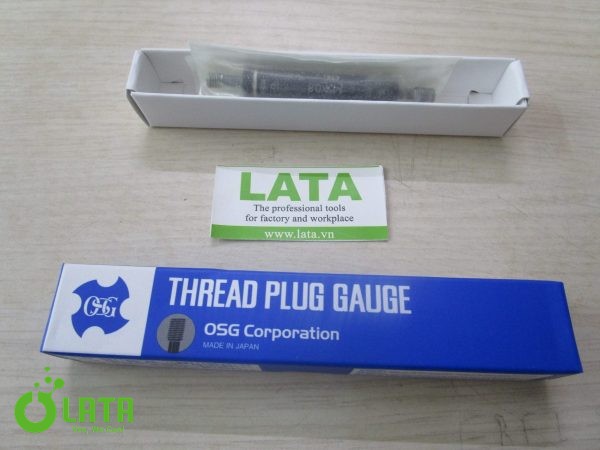 LATA
The professional tools
for factory and workplace
www.lata.vn
OSG
THREAD PLUG GAUGE
OSG Corporation
MADE IN JAPAN
LATA